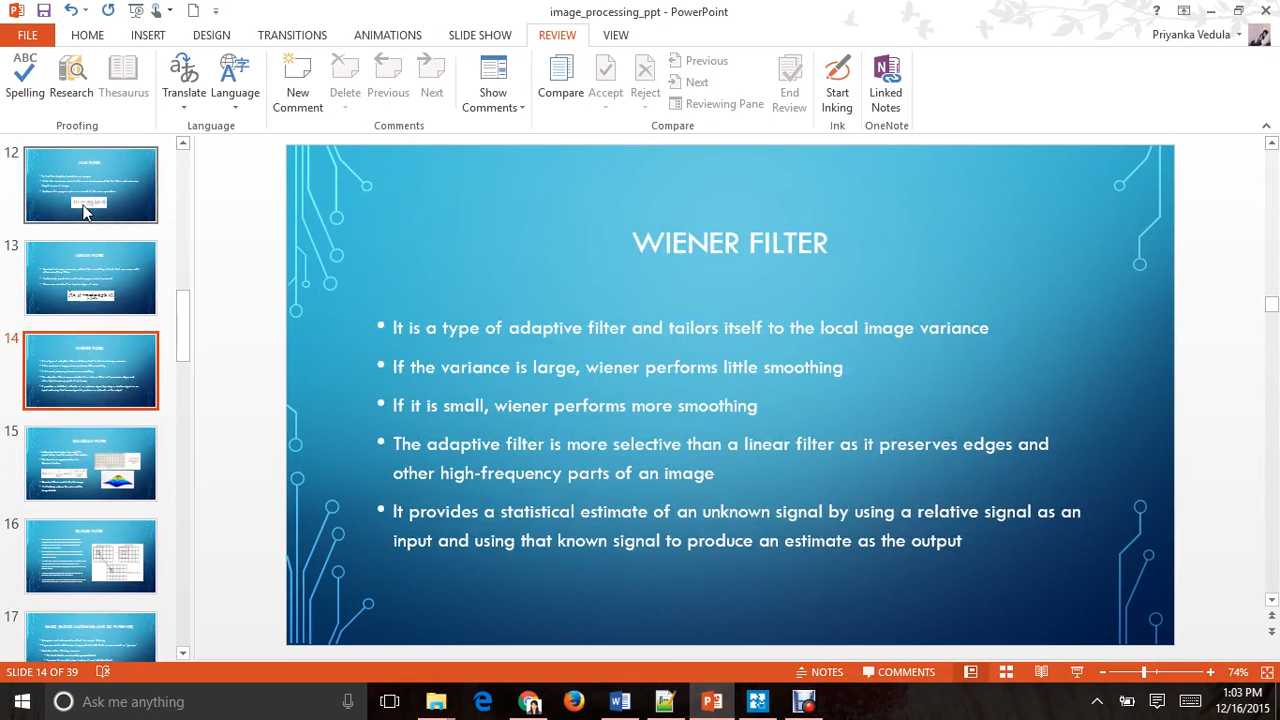 image_processing_ppt - PowerPoint
FILE HOME INSERT DESIGN TRANSITIONS ANIMATIONS SLIDE SHOW REVIEW VIEW Priyanka Vedula
ABC
Spelling Research Thesaurus Translate Language New Comment Delete Previous Next Show Comments Compare Accept Reject Previous Next Reviewing Pane End Review Start Inking Linked Notes
Proofing Language Comments Compare Ink OneNote
12
13
14
15
16
17
WIENER FILTER
• It is a type of adaptive filter and tailors itself to the local image variance
• If the variance is large, wiener performs little smoothing
• If it is small, wiener performs more smoothing
• The adaptive filter is more selective than a linear filter as it preserves edges and
other high-frequency parts of an image
• It provides a statistical estimate of an unknown signal by using a relative signal as an
input and using that known signal to produce an estimate as the output
SLIDE 14 OF 39 NOTES COMMENTS 74%
Ask me anything
1:03 PM
12/16/2015